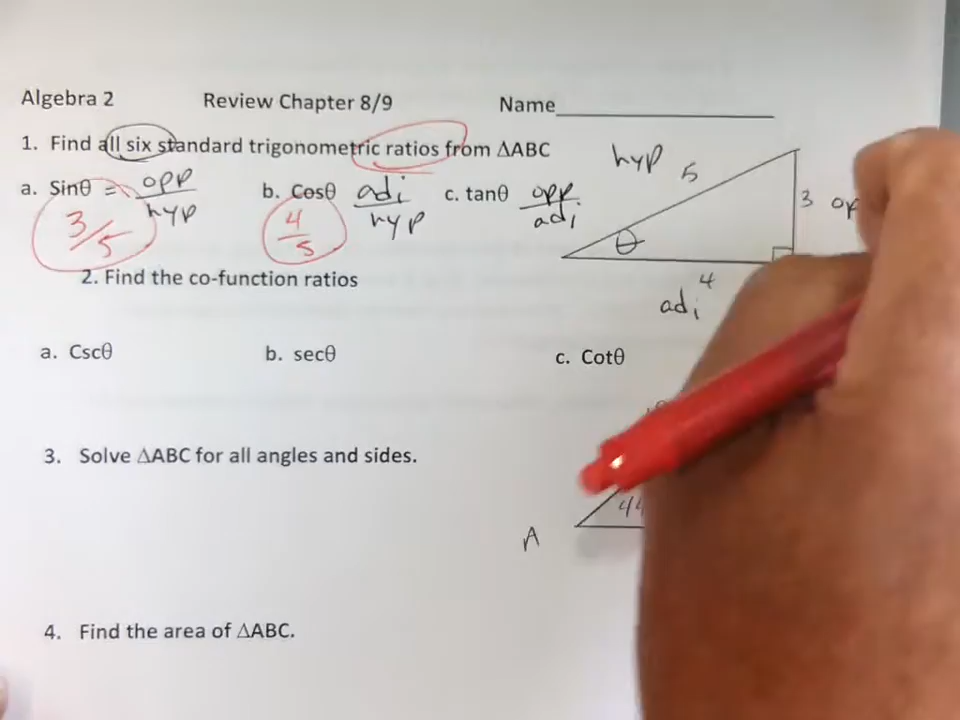 Algebra 2 Review Chapter 8/9 Name
1. Find all six standard trigonometric ratios from ΔABC
a. Sinθ = opp/hyp b. Cosθ adj/hyp c. tanθ opp/adj
3/5 4/5
hyp 5
3
θ
adj 4
2. Find the co-function ratios
a. Cscθ b. secθ c. Cotθ
3. Solve ΔABC for all angles and sides.
A
4. Find the area of ΔABC.